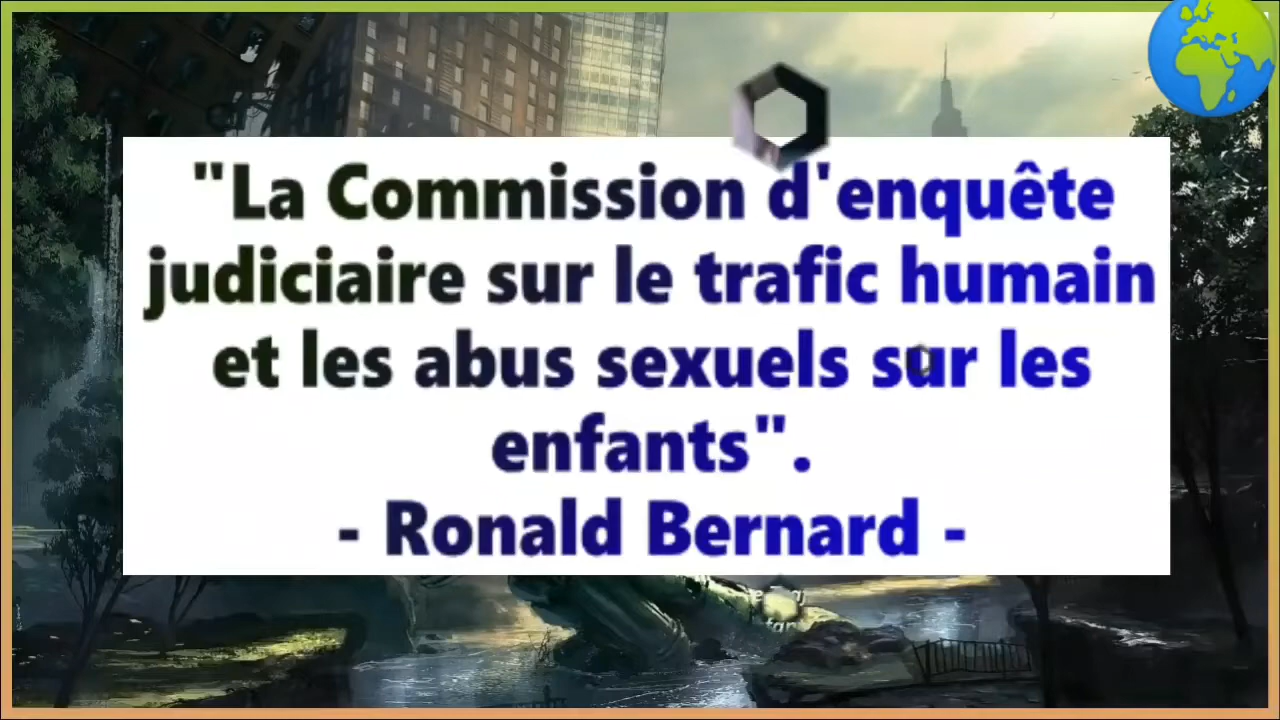 "La Commission d'enquête
judiciaire sur le trafic humain
et les abus sexuels sur les
enfants".
- Ronald Bernard -